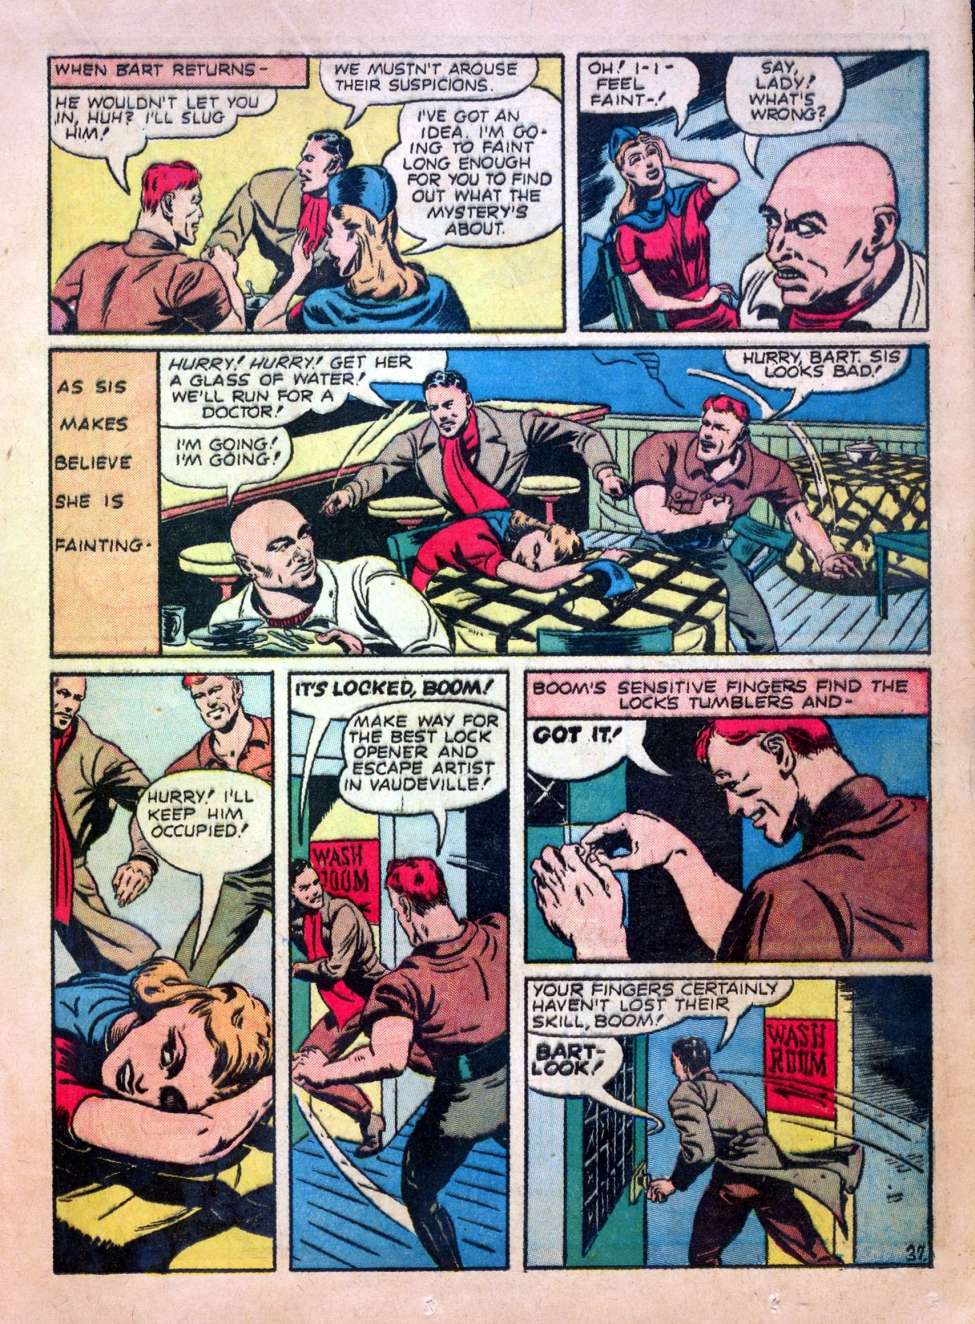 WHEN BART RETURNS-
HE WOULDN'T LET YOU
IN, HUH? I'LL SLUG
HIM!
WE MUSTN'T AROUSE
THEIR SUSPICIONS.
I'VE GOT AN
IDEA. I'M GO-
ING TO FAINT
LONG ENOUGH
FOR YOU TO FIND
OUT WHAT THE
MYSTERY'S
ABOUT.
OH! I-I-
FEEL
FAINT-!
SAY,
LADY!
WHAT'S
WRONG?
AS SIS
MAKES
BELIEVE
SHE IS
FAINTING-
HURRY! HURRY! GET HER
A GLASS OF WATER!
WE'LL RUN FOR A
DOCTOR!
I'M GOING!
I'M GOING!
HURRY, BART. SIS
LOOKS BAD!
HURRY! I'LL
KEEP HIM
OCCUPIED!
IT'S LOCKED, BOOM!
MAKE WAY FOR
THE BEST LOCK
OPENER AND
ESCAPE ARTIST
IN VAUDEVILLE!
WASH
ROOM
BOOM'S SENSITIVE FINGERS FIND THE
LOCK'S TUMBLERS AND-
GOT IT!
YOUR FINGERS CERTAINLY
HAVEN'T LOST THEIR
SKILL, BOOM!
BART-
LOOK!
WASH
ROOM
37